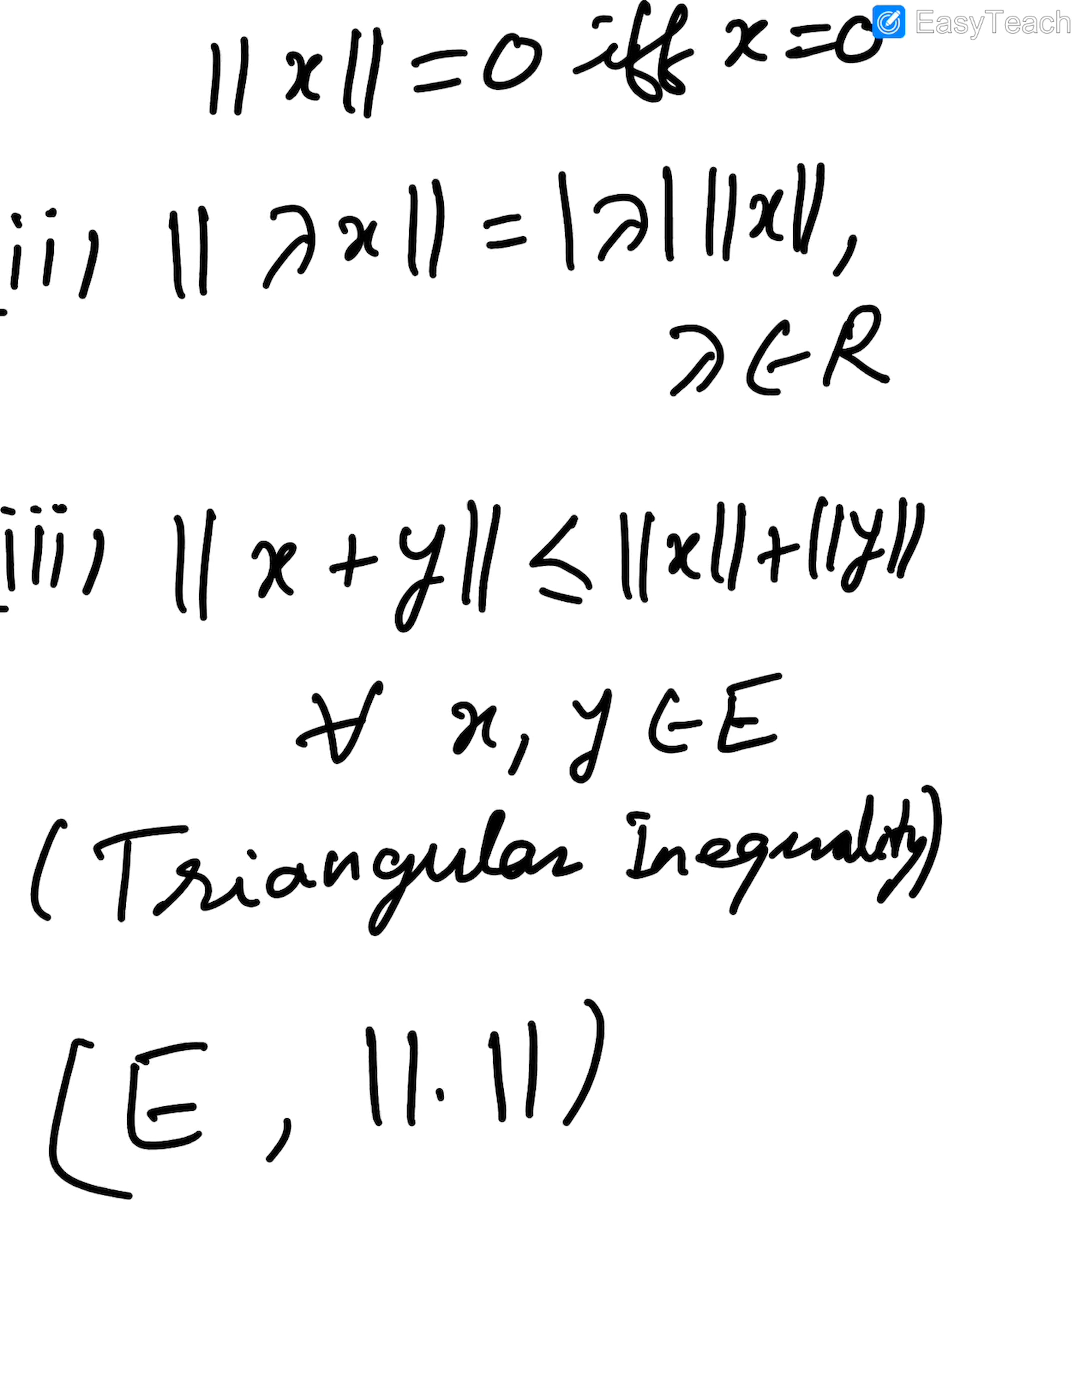 EasyTeach
||x|| = 0 iff x = 0
ii) ||λx|| = |λ| ||x||,
λ ∈ R
iii) ||x + y|| ≤ ||x|| + ||y||
∀ x, y ∈ E
(Triangular Inequality)
(E, ||.||)